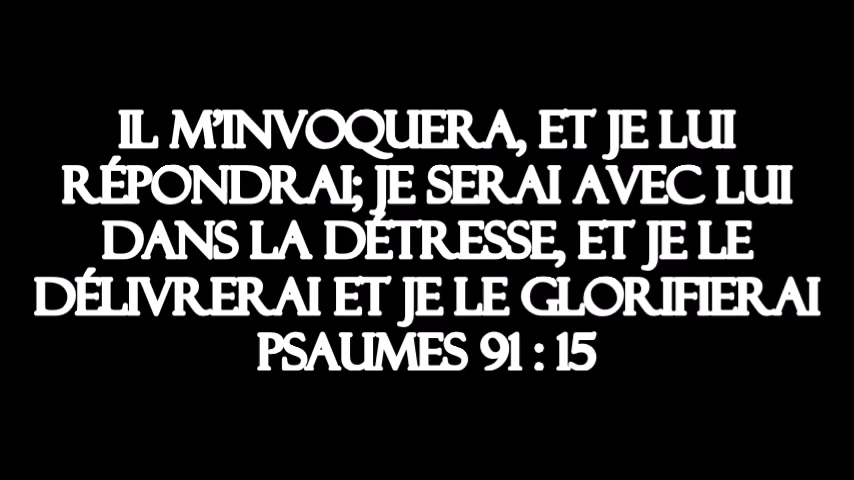 IL M'INVOQUERA, ET JE LUI
RÉPONDRAI; JE SERAI AVEC LUI
DANS LA DÉTRESSE, ET JE LE
DÉLIVRERAI ET JE LE GLORIFIERAI
PSAUMES 91 : 15